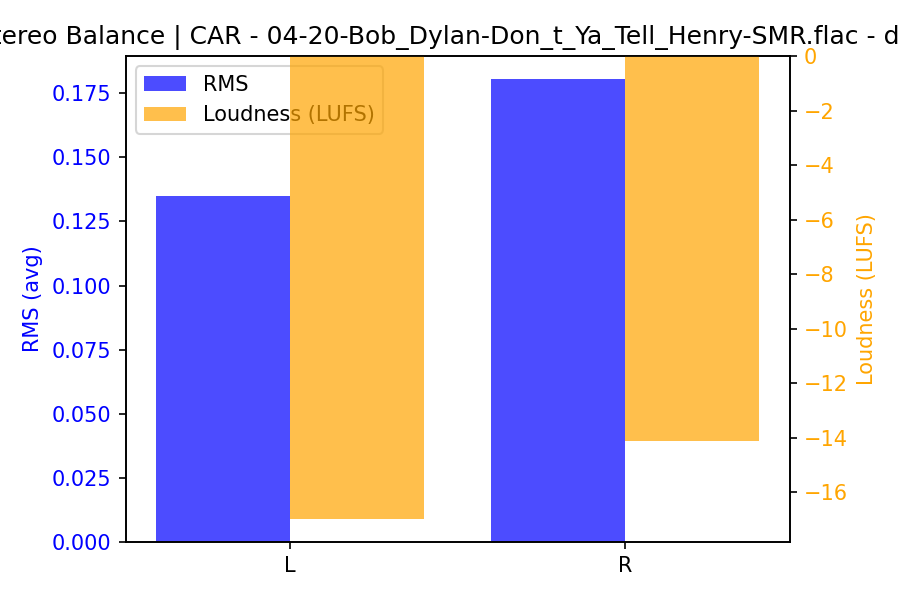 tereo Balance | CAR - 04-20-Bob_Dylan-Don_t_Ya_Tell_Henry-SMR.flac - d
RMS
Loudness (LUFS)
0.175
0.150
0.125
0.100
0.075
0.050
0.025
0.000
RMS (avg)
0
−2
−4
−6
−8
−10
−12
−14
−16
Loudness (LUFS)
L
R